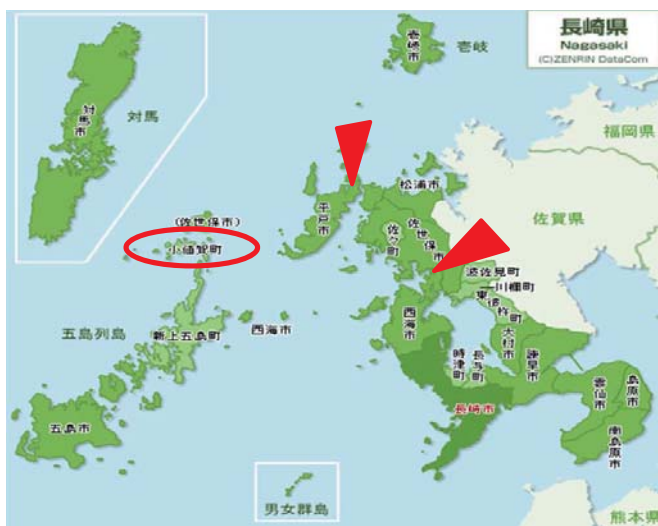 長崎県
Nagasaki
(C)ZENRIN DataCom
壱岐市
壱岐
対馬市
対馬
福岡県
松浦市
平戸市
佐賀県
佐世保市
佐々町
(佐世保市)
小値賀町
波佐見町
川棚町
東彼杵町
西海市
大村市
五島列島
新上五島町
西海市
時津町
長与町
諫早市
島原市
雲仙市
長崎市
五島市
南島原市
男女群島
熊本県